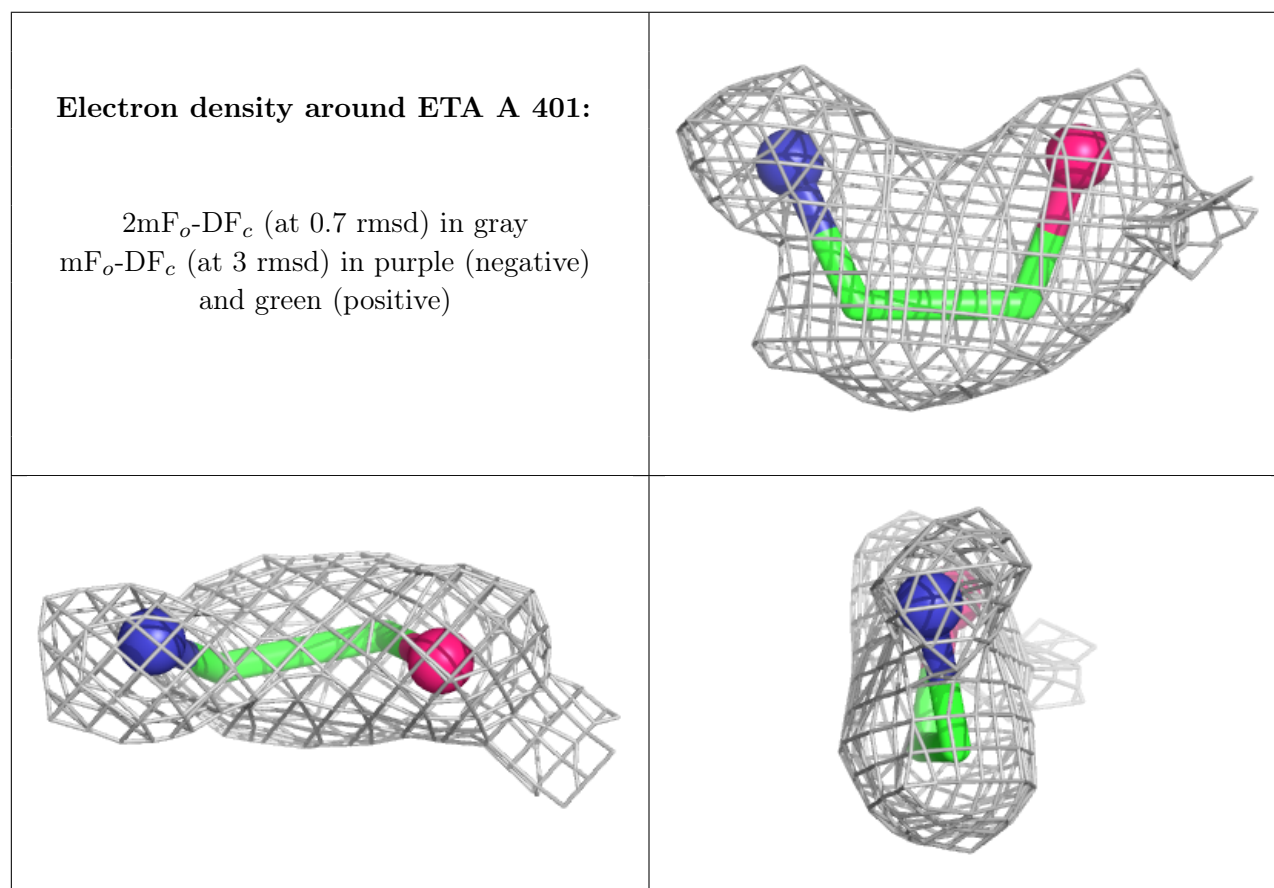 Electron density around ETA A 401:
2mFo-DFc (at 0.7 rmsd) in gray
mFo-DFc (at 3 rmsd) in purple (negative)
and green (positive)